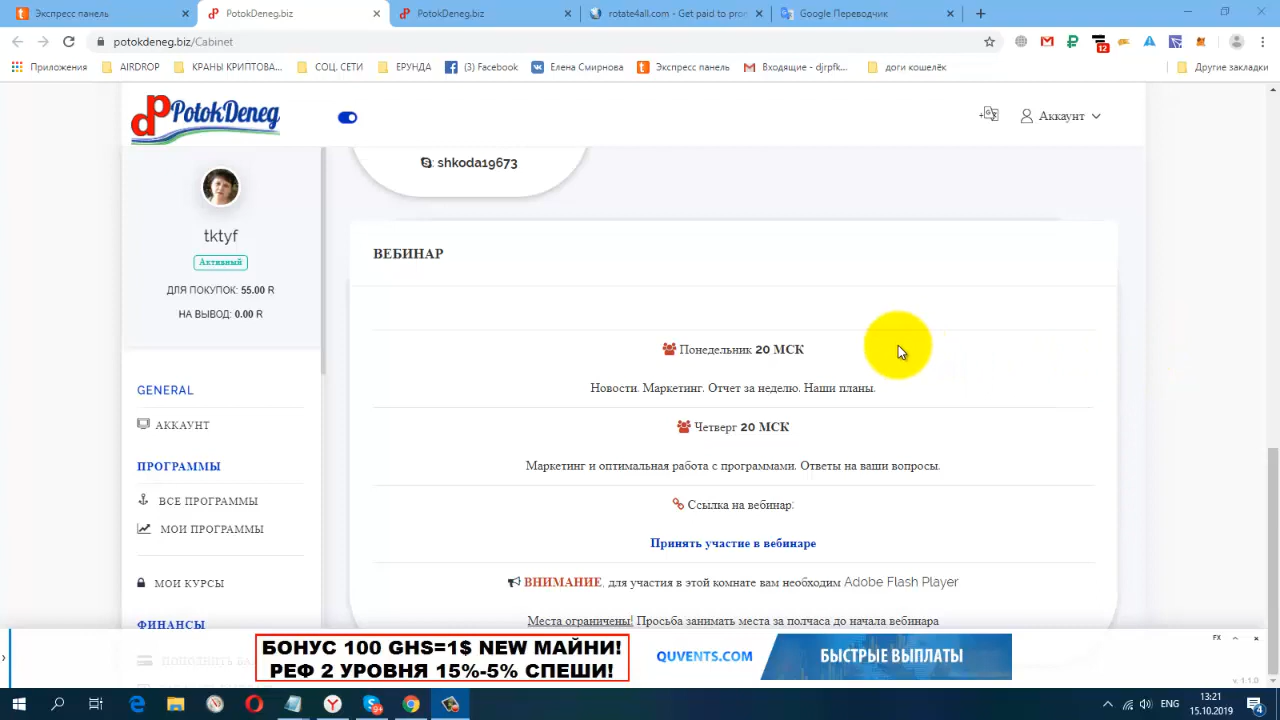 Экспресс панель
PotokDeneg.biz
PotokDeneg.biz
rotate4all.com - Get paid to pron
Google Переводчик
potokdeneg.biz/Cabinet
12
Приложения
AIRDROP
КРАНЫ КРИПТОВА...
СОЦ. СЕТИ
ЕРУНДА
(3) Facebook
Елена Смирнова
Экспресс панель
Входящие - djrpfk...
доги кошелёк
Другие закладки
PotokDeneg
Аккаунт
shkoda19673
tktyf
Активный
ДЛЯ ПОКУПОК: 55.00 R
НА ВЫВОД: 0.00 R
GENERAL
АККАУНТ
ПРОГРАММЫ
ВСЕ ПРОГРАММЫ
МОИ ПРОГРАММЫ
МОИ КУРСЫ
ФИНАНСЫ
ВЕБИНАР
Понедельник 20 МСК
Новости. Маркетинг. Отчет за неделю. Наши планы.
Четверг 20 МСК
Маркетинг и оптимальная работа с программами. Ответы на ваши вопросы.
Ссылка на вебинар:
Принять участие в вебинаре
ВНИМАНИЕ, для участия в этой комнате вам необходим Adobe Flash Player
Места ограничены! Просьба занимать места за полчаса до начала вебинара
БОНУС 100 GHS=1$ NEW МАЙНИ!
РЕФ 2 УРОВНЯ 15%-5% СПЕШИ!
QUVENTS.COM
БЫСТРЫЕ ВЫПЛАТЫ
FX
v. 1.1.0
ENG
13:21
15.10.2019